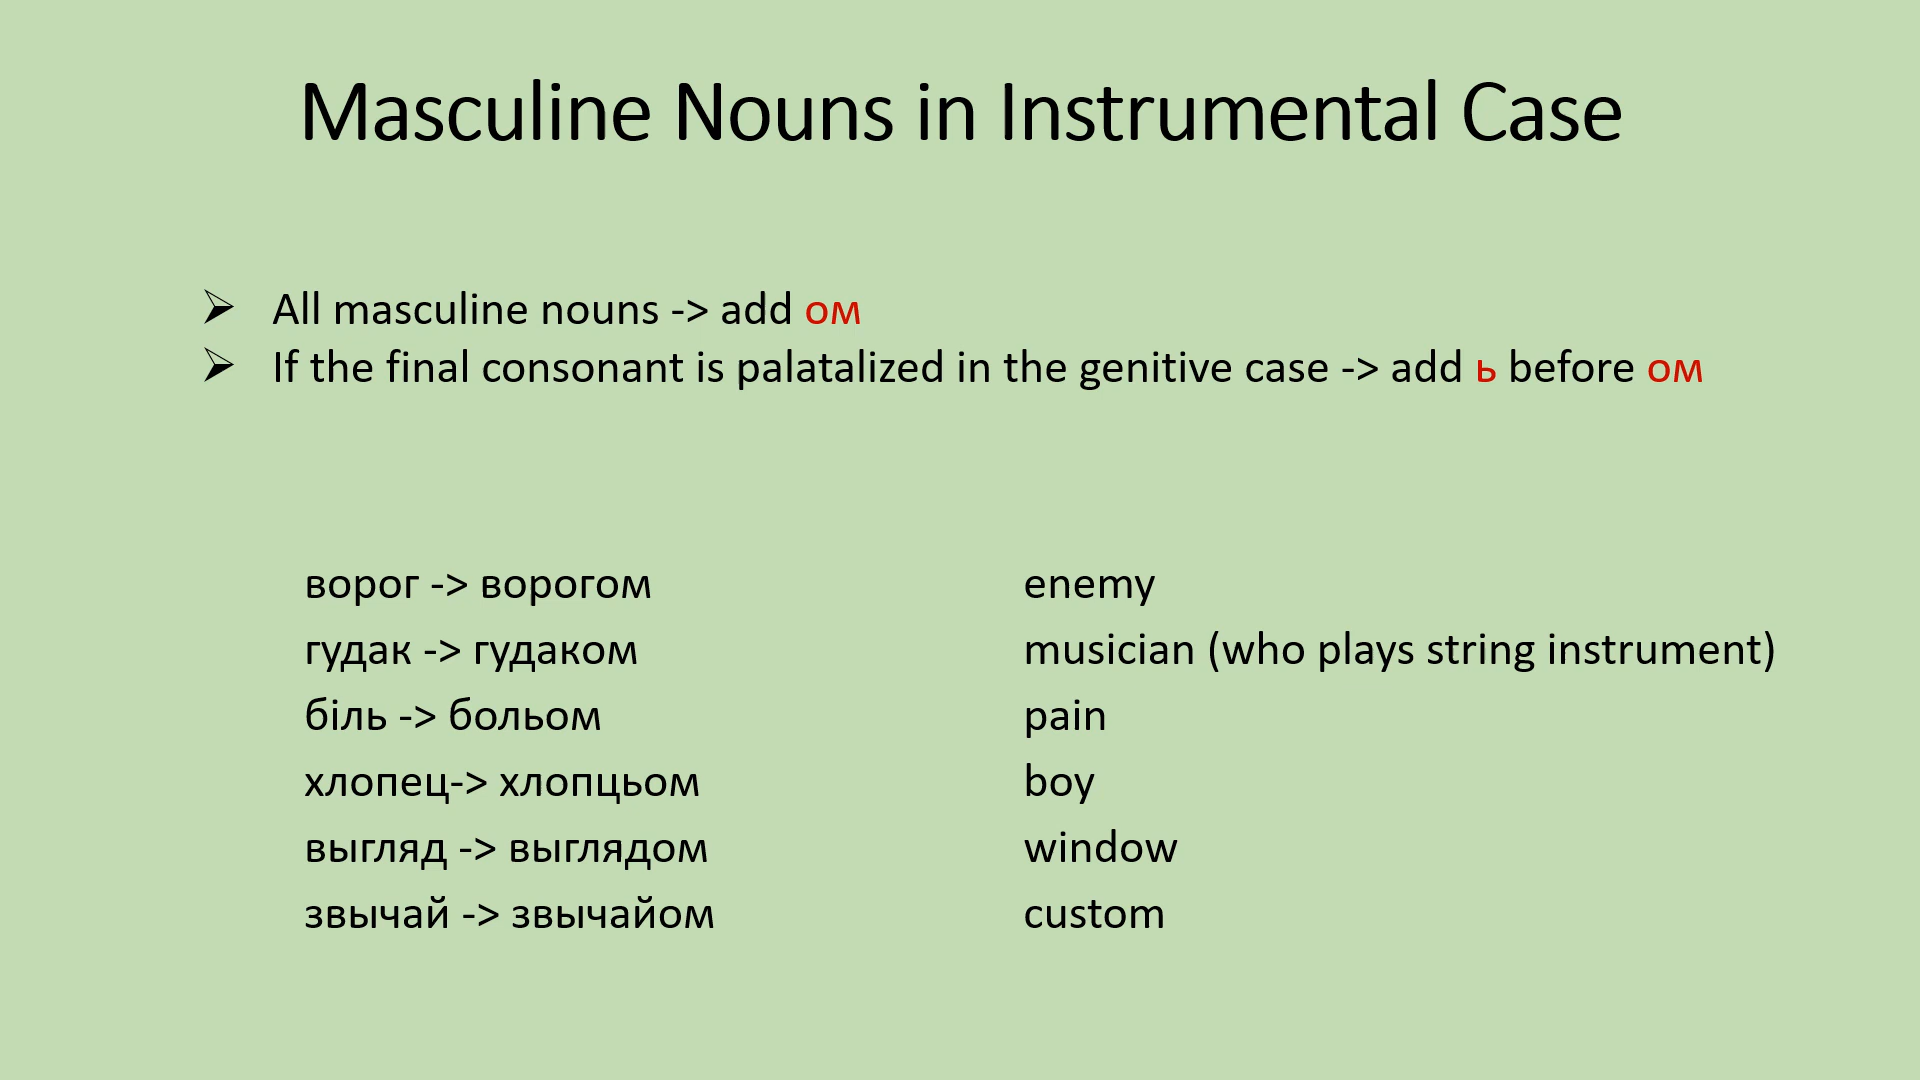 Masculine Nouns in Instrumental Case
➢ All masculine nouns -> add ом
➢ If the final consonant is palatalized in the genitive case -> add ь before ом
ворог -> ворогом enemy
гудак -> гудаком musician (who plays string instrument)
біль -> больом pain
хлопец-> хлопцьом boy
выгляд -> выглядом window
звычай -> звычайом custom